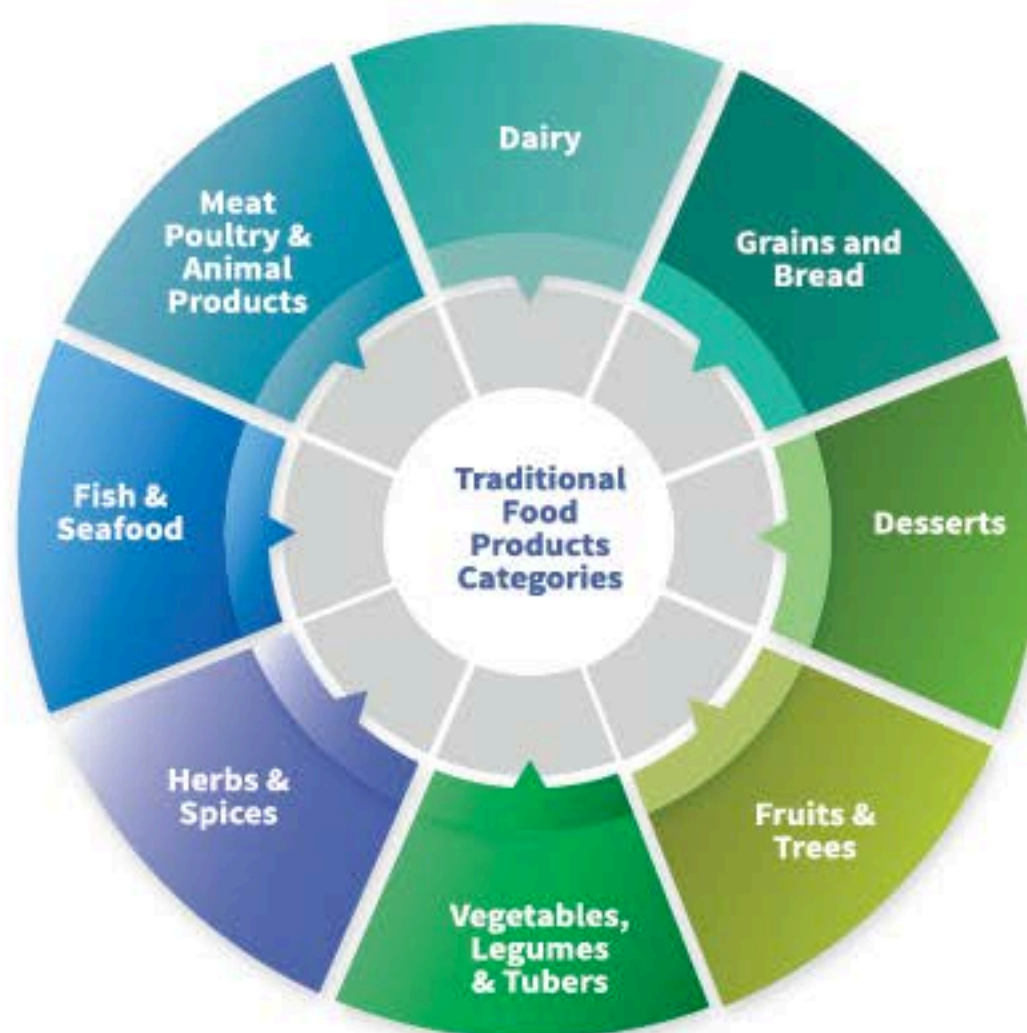 Dairy
Grains and
Bread
Desserts
Fruits &
Trees
Vegetables,
Legumes
& Tubers
Herbs &
Spices
Fish &
Seafood
Meat
Poultry &
Animal
Products
Traditional
Food
Products
Categories